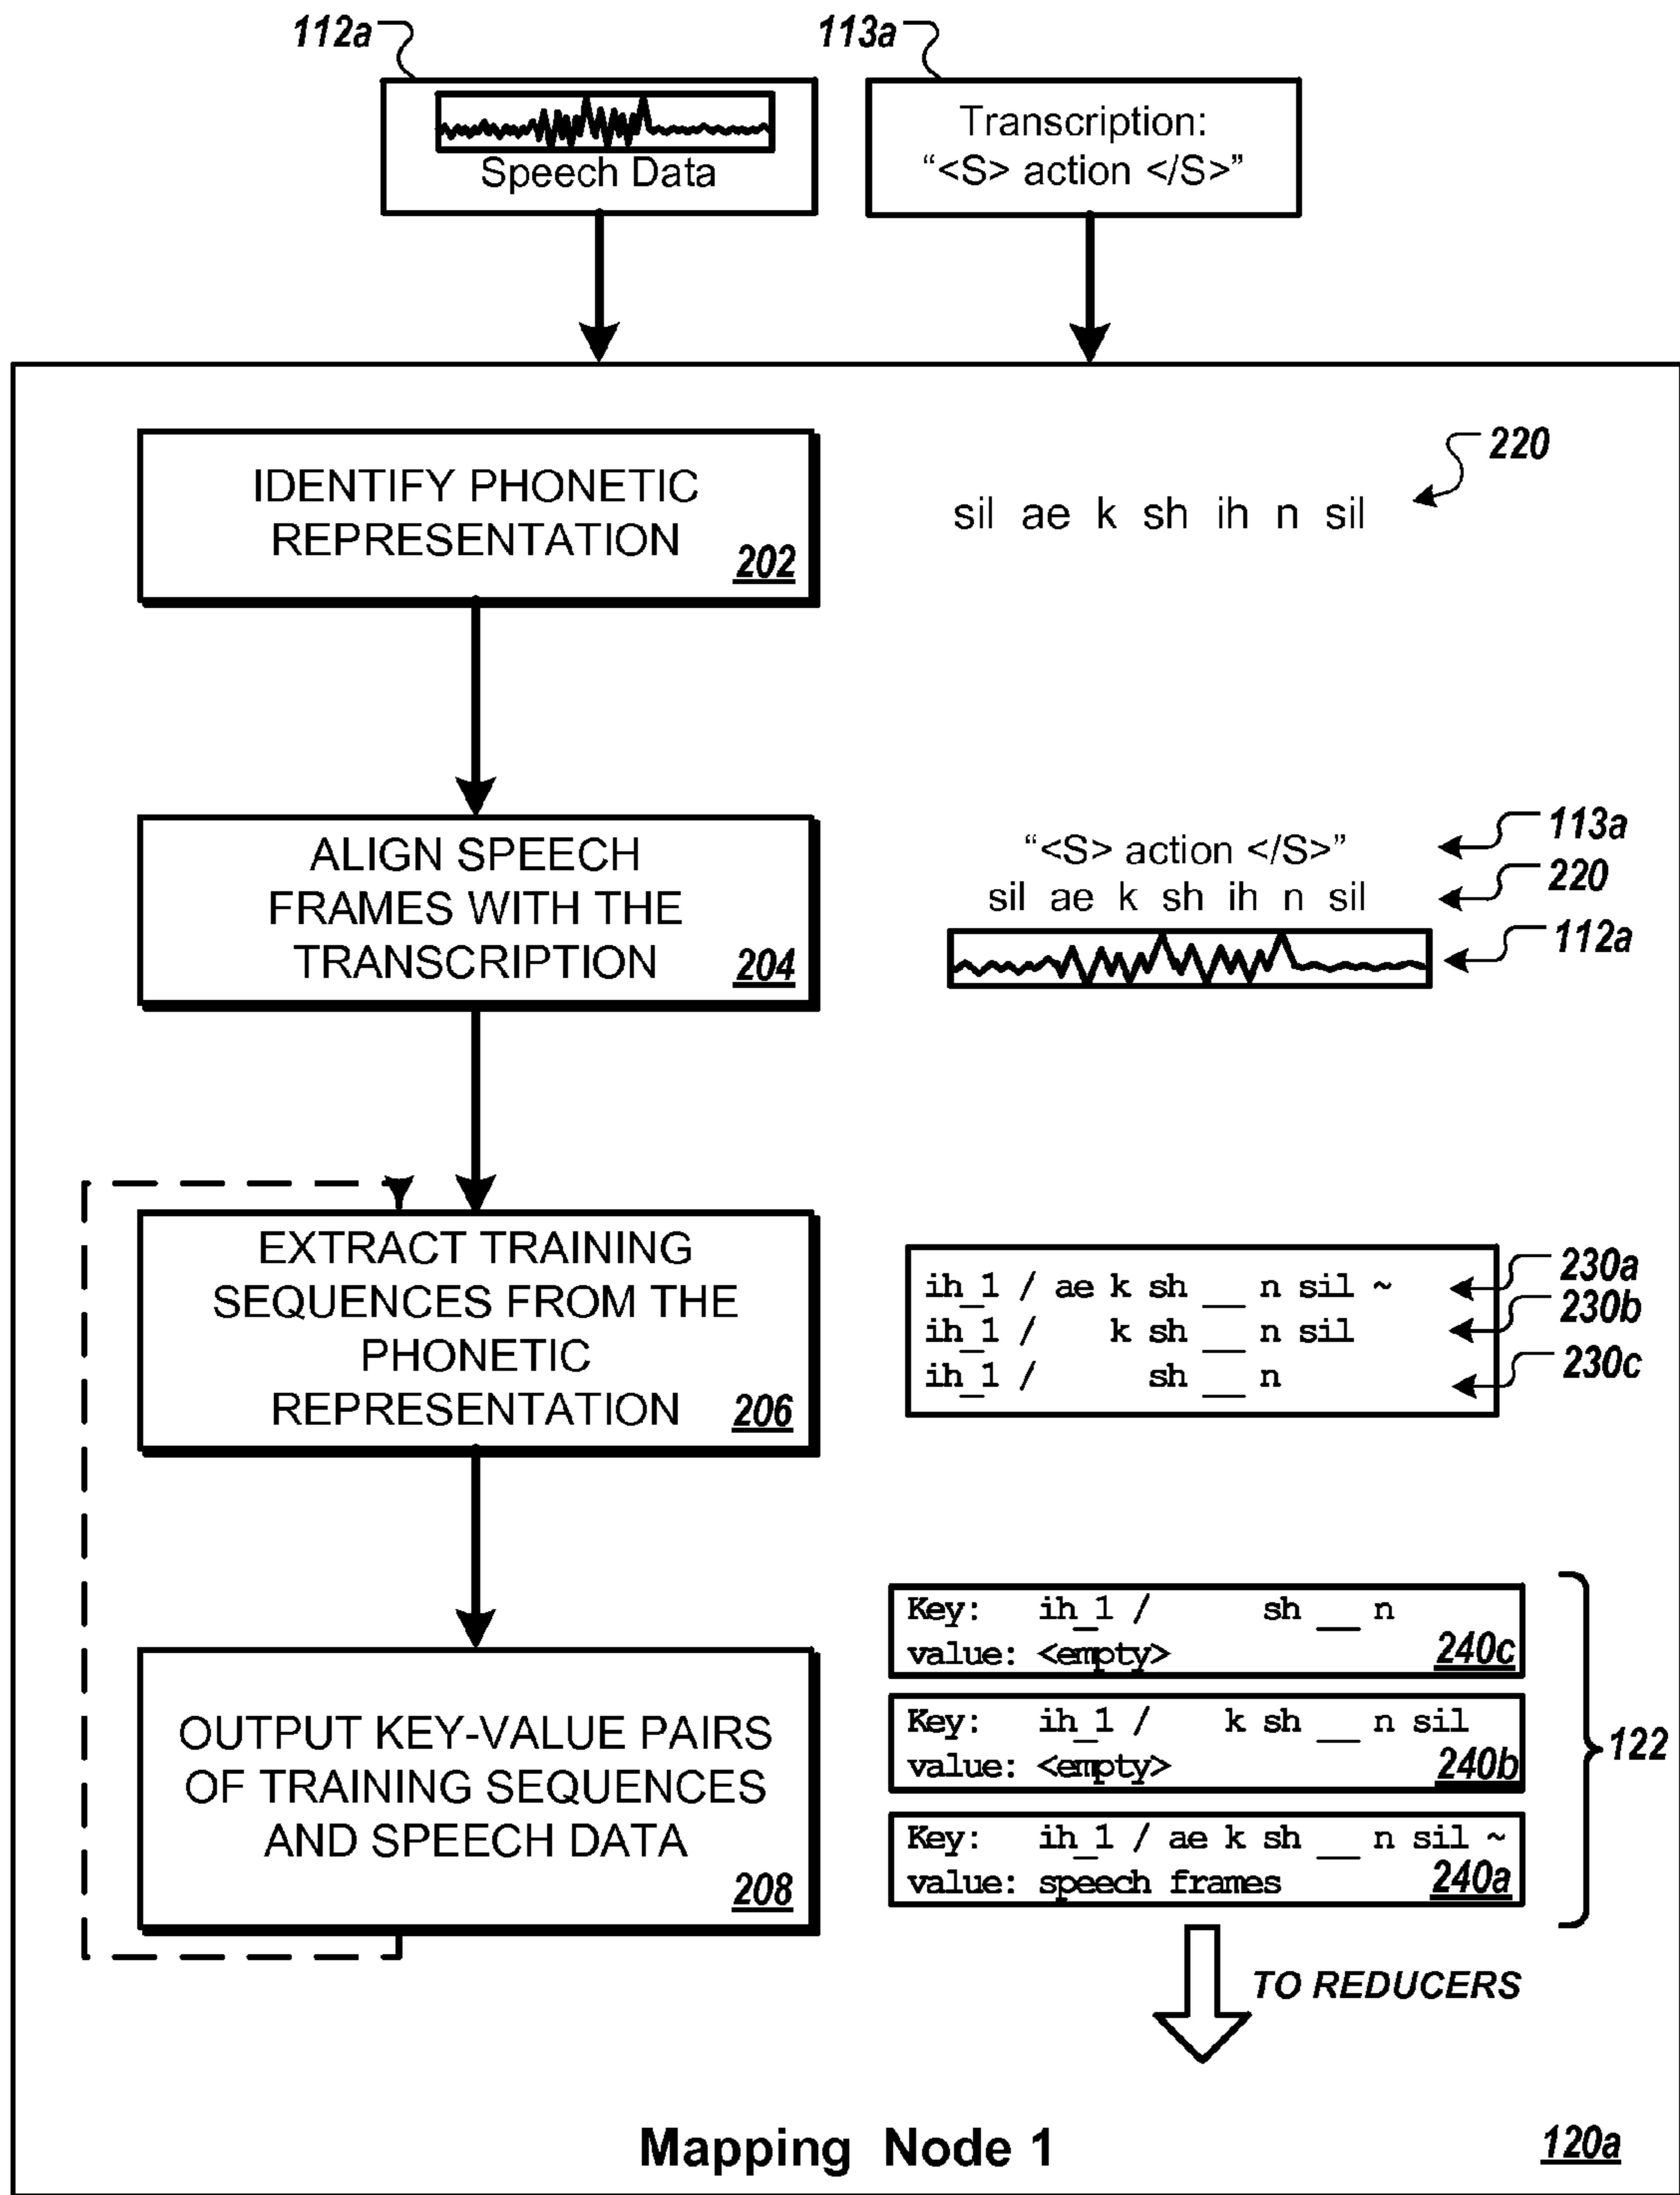 112a
113a
Speech Data
Transcription:
“<S> action </S>”
IDENTIFY PHONETIC
REPRESENTATION
202
220
sil ae k sh ih n sil
ALIGN SPEECH
FRAMES WITH THE
TRANSCRIPTION
204
“<S> action </S>”
113a
sil ae k sh ih n sil
220
112a
EXTRACT TRAINING
SEQUENCES FROM THE
PHONETIC
REPRESENTATION
206
ih_1 / ae k sh __ n sil ~
230a
ih_1 / k sh __ n sil
230b
ih_1 / sh __ n
230c
OUTPUT KEY-VALUE PAIRS
OF TRAINING SEQUENCES
AND SPEECH DATA
208
Key: ih_1 / sh __ n
value: <empty>
240c
Key: ih_1 / k sh __ n sil
value: <empty>
240b
Key: ih_1 / ae k sh __ n sil ~
value: speech frames
240a
122
TO REDUCERS
Mapping Node 1
120a